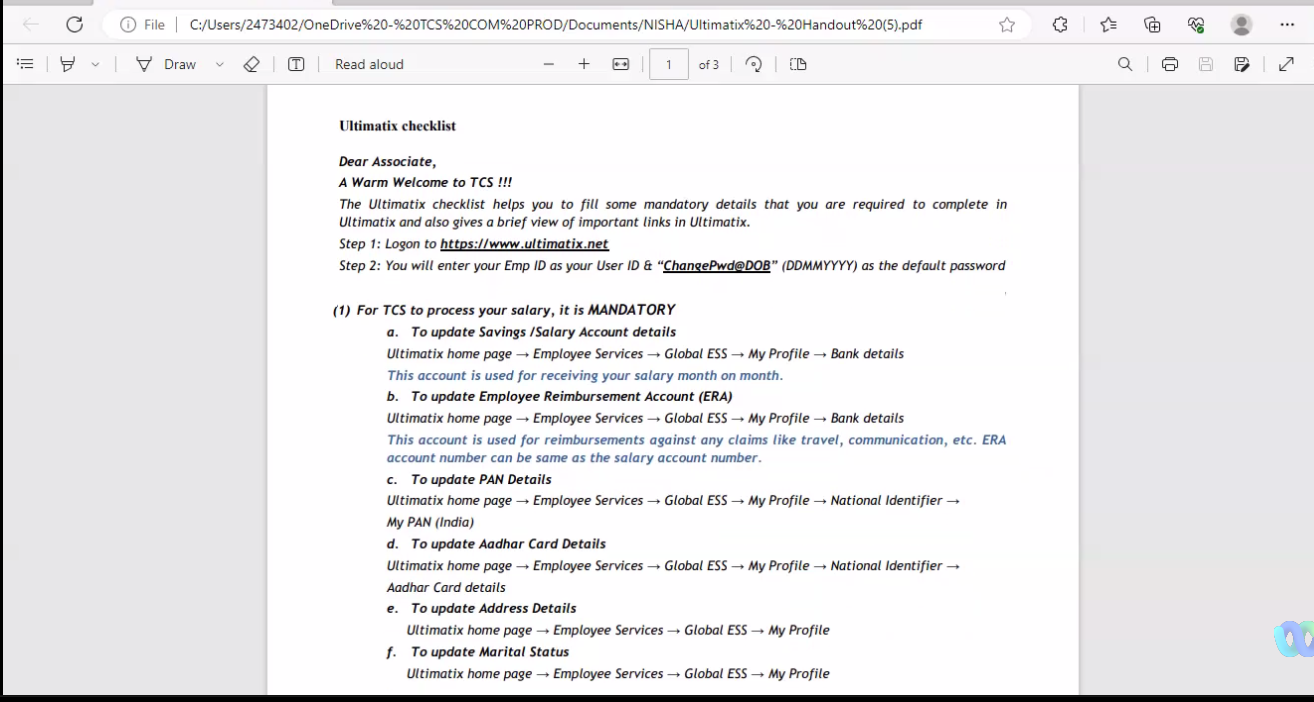 File C:/Users/2473402/OneDrive%20-%20TCS%20COM%20PROD/Documents/NISHA/Ultimatix%20-%20Handout%20(5).pdf
Draw Read aloud 1 of 3
Ultimatix checklist
Dear Associate,
A Warm Welcome to TCS !!!
The Ultimatix checklist helps you to fill some mandatory details that you are required to complete in
Ultimatix and also gives a brief view of important links in Ultimatix.
Step 1: Logon to https://www.ultimatix.net
Step 2: You will enter your Emp ID as your User ID & “ChangePwd@DOB” (DDMMYYYY) as the default password
(1) For TCS to process your salary, it is MANDATORY
a. To update Savings /Salary Account details
Ultimatix home page → Employee Services → Global ESS → My Profile → Bank details
This account is used for receiving your salary month on month.
b. To update Employee Reimbursement Account (ERA)
Ultimatix home page → Employee Services → Global ESS → My Profile → Bank details
This account is used for reimbursements against any claims like travel, communication, etc. ERA
account number can be same as the salary account number.
c. To update PAN Details
Ultimatix home page → Employee Services → Global ESS → My Profile → National Identifier →
My PAN (India)
d. To update Aadhar Card Details
Ultimatix home page → Employee Services → Global ESS → My Profile → National Identifier →
Aadhar Card details
e. To update Address Details
Ultimatix home page → Employee Services → Global ESS → My Profile
f. To update Marital Status
Ultimatix home page → Employee Services → Global ESS → My Profile